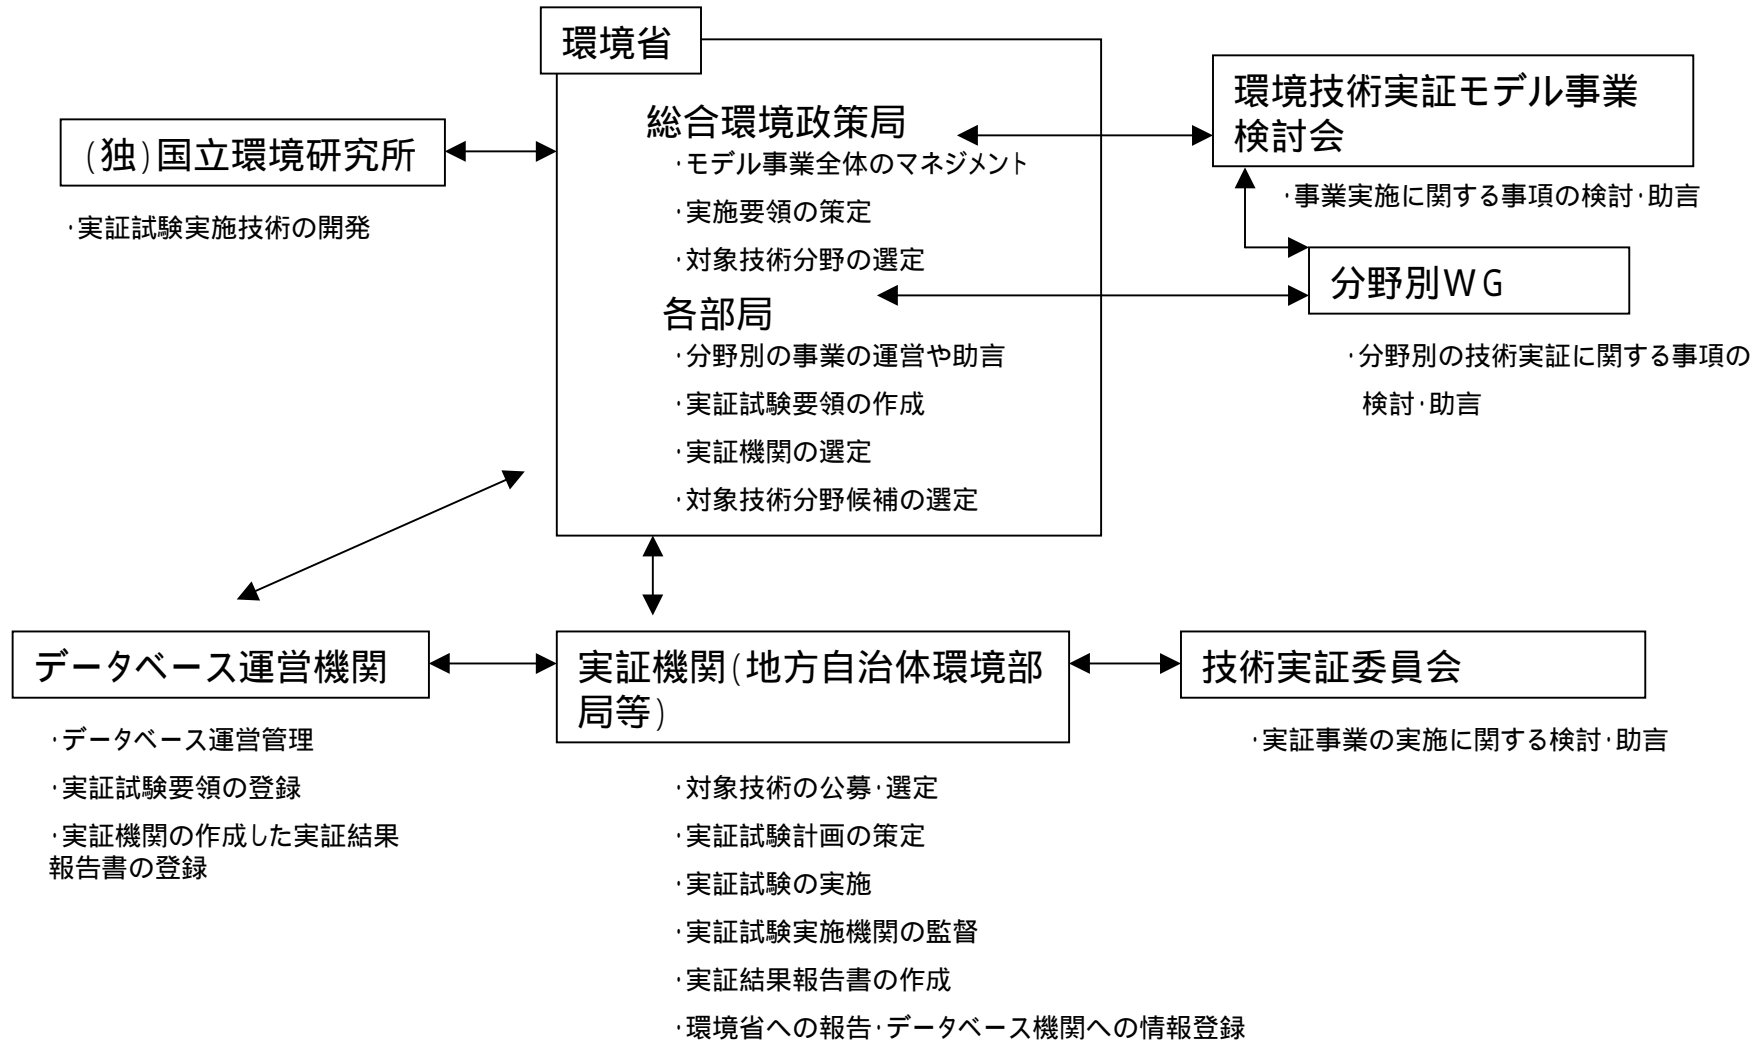 環境省
総合環境政策局
･モデル事業全体のマネジメント
･実施要領の策定
･対象技術分野の選定
各部局
･分野別の事業の運営や助言
･実証試験要領の作成
･実証機関の選定
･対象技術分野候補の選定
(独)国立環境研究所
･実証試験実施技術の開発
環境技術実証モデル事業
検討会
･事業実施に関する事項の検討･助言
分野別WG
･分野別の技術実証に関する事項の
検討･助言
データベース運営機関
･データベース運営管理
･実証試験要領の登録
･実証機関の作成した実証結果
報告書の登録
実証機関(地方自治体環境部
局等)
･対象技術の公募･選定
･実証試験計画の策定
･実証試験の実施
･実証試験実施機関の監督
･実証結果報告書の作成
･環境省への報告･データベース機関への情報登録
技術実証委員会
･実証事業の実施に関する検討･助言